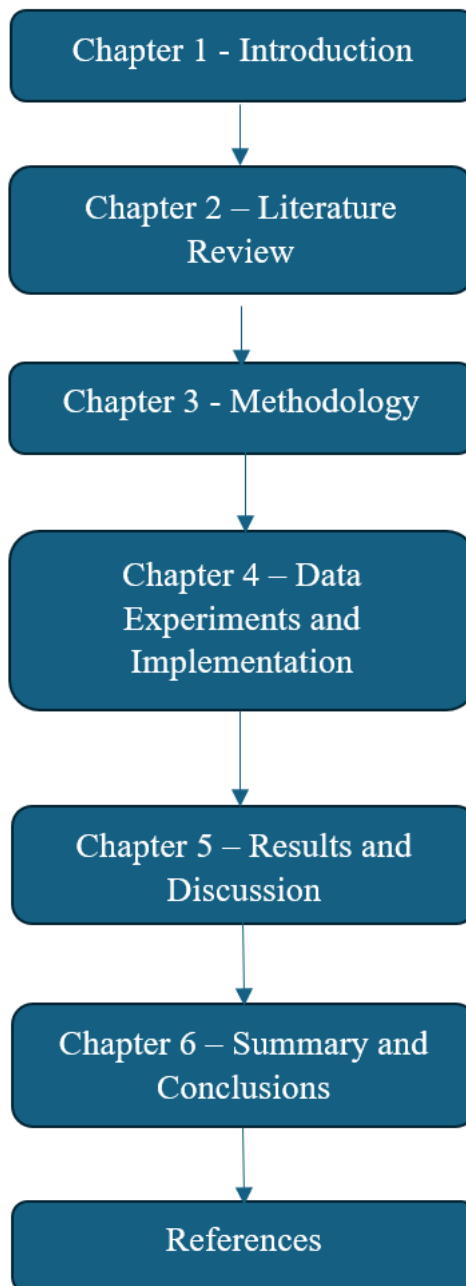 Chapter 1 - Introduction
Chapter 2 – Literature
Review
Chapter 3 - Methodology
Chapter 4 – Data
Experiments and
Implementation
Chapter 5 – Results and
Discussion
Chapter 6 – Summary and
Conclusions
References